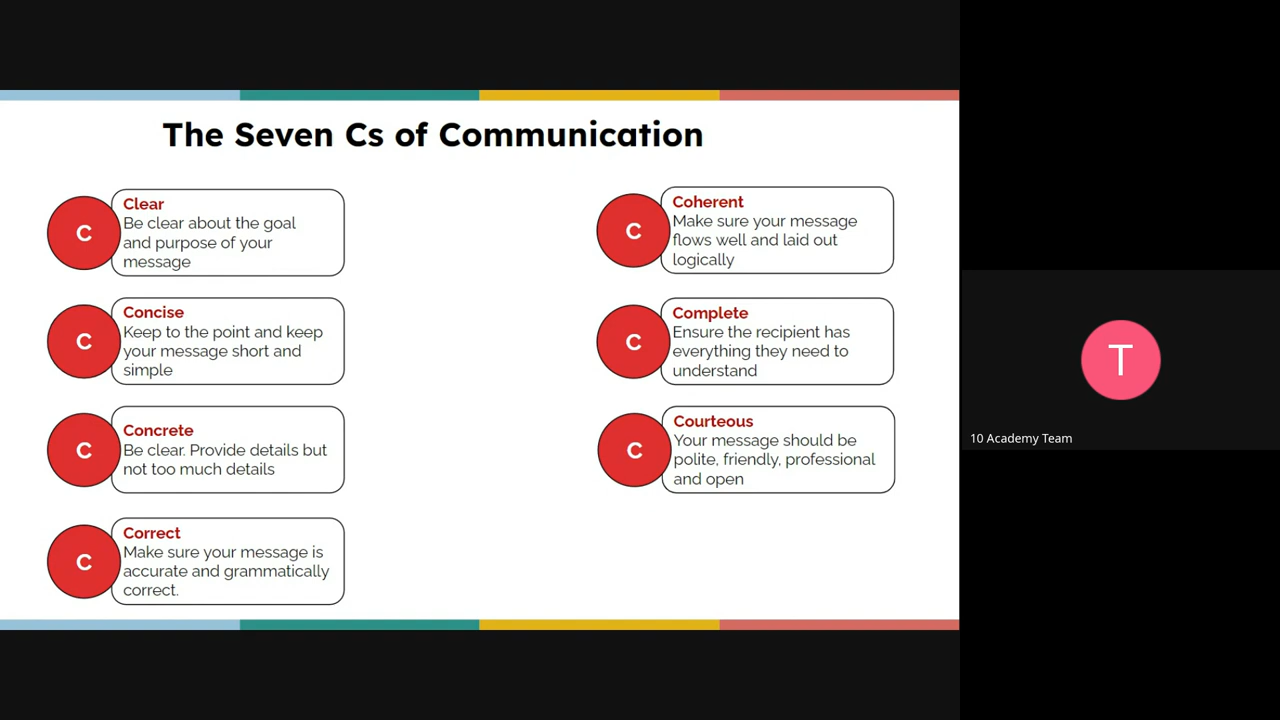 The Seven Cs of Communication
C
Clear
Be clear about the goal
and purpose of your
message
C
Concise
Keep to the point and keep
your message short and
simple
C
Concrete
Be clear. Provide details but
not too much details
C
Correct
Make sure your message is
accurate and grammatically
correct.
C
Coherent
Make sure your message
flows well and laid out
logically
C
Complete
Ensure the recipient has
everything they need to
understand
C
Courteous
Your message should be
polite, friendly, professional
and open
T
10 Academy Team